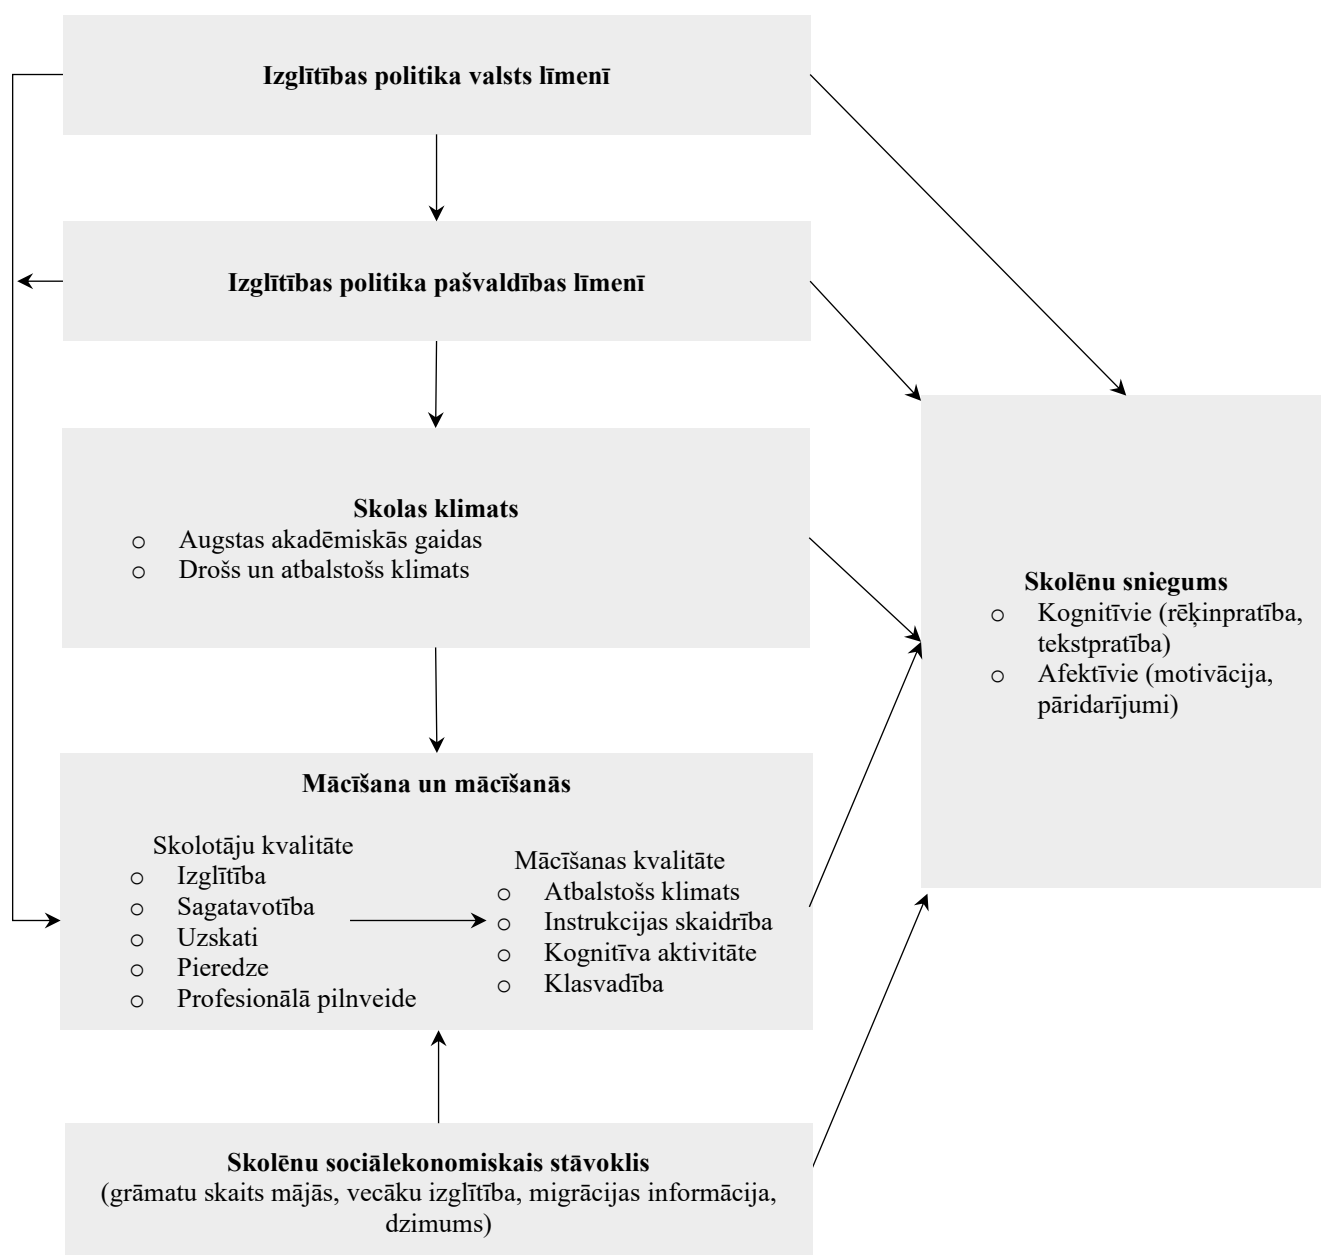 Izglītības politika valsts līmenī
Izglītības politika pašvaldības līmenī
Skolas klimats
o Augstas akadēmiskās gaidas
o Drošs un atbalstošs klimats
Skolēnu sniegums
o Kognitīvie (rēķinpratība,
tekstpratība)
o Afektīvie (motivācija,
pāridarījumi)
Mācīšana un mācīšanās
Skolotāju kvalitāte
o Izglītība
o Sagatavotība
o Uzskati
o Pieredze
o Profesionālā pilnveide
Mācīšanas kvalitāte
o Atbalstošs klimats
o Instrukcijas skaidrība
o Kognitīva aktivitāte
o Klasvadība
Skolēnu sociālekonomiskais stāvoklis
(grāmatu skaits mājās, vecāku izglītība, migrācijas informācija,
dzimums)